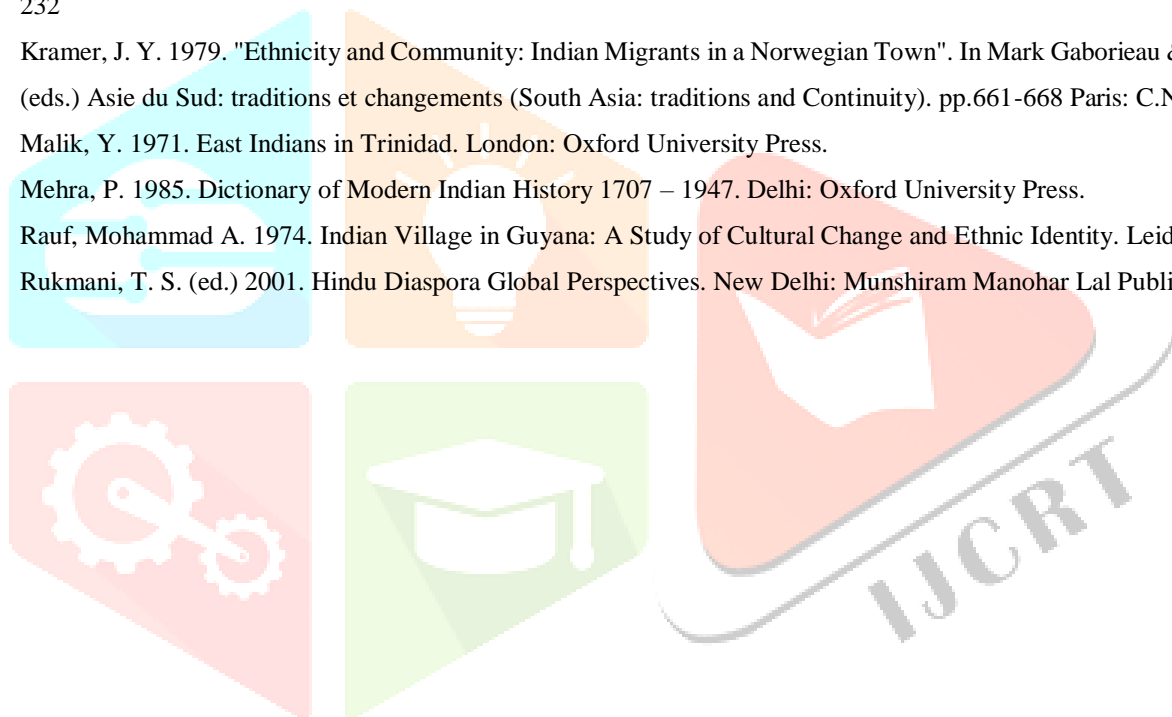 232
Kramer, J. Y. 1979. "Ethnicity and Community: Indian Migrants in a Norwegian Town". In Mark Gaborieau &
(eds.) Asie du Sud: traditions et changements (South Asia: traditions and Continuity). pp.661-668 Paris: C.N
Malik, Y. 1971. East Indians in Trinidad. London: Oxford University Press.
Mehra, P. 1985. Dictionary of Modern Indian History 1707 – 1947. Delhi: Oxford University Press.
Rauf, Mohammad A. 1974. Indian Village in Guyana: A Study of Cultural Change and Ethnic Identity. Leid
Rukmani, T. S. (ed.) 2001. Hindu Diaspora Global Perspectives. New Delhi: Munshiram Manohar Lal Publi
IJCRT